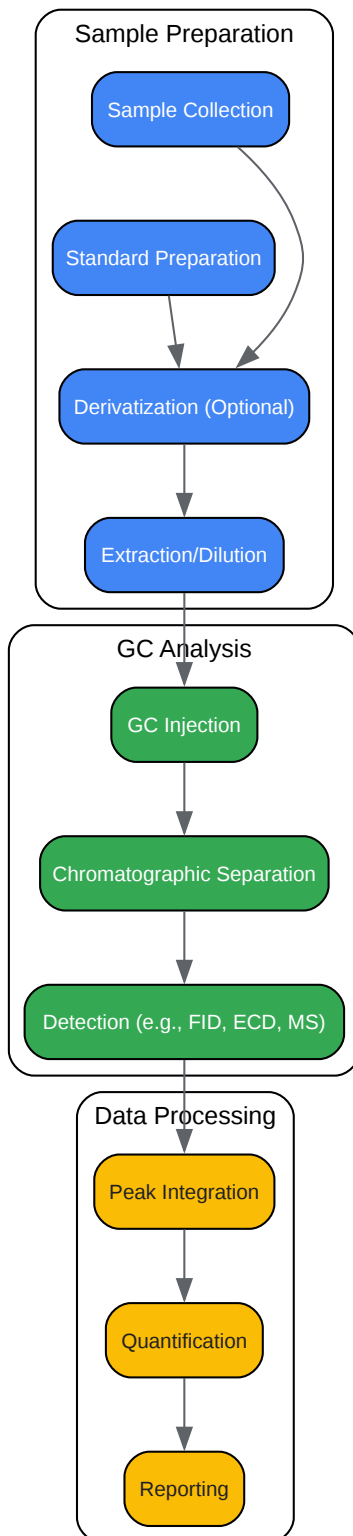 Sample Preparation
Sample Collection
Standard Preparation
Derivatization (Optional)
Extraction/Dilution
GC Analysis
GC Injection
Chromatographic Separation
Detection (e.g., FID, ECD, MS)
Data Processing
Peak Integration
Quantification
Reporting